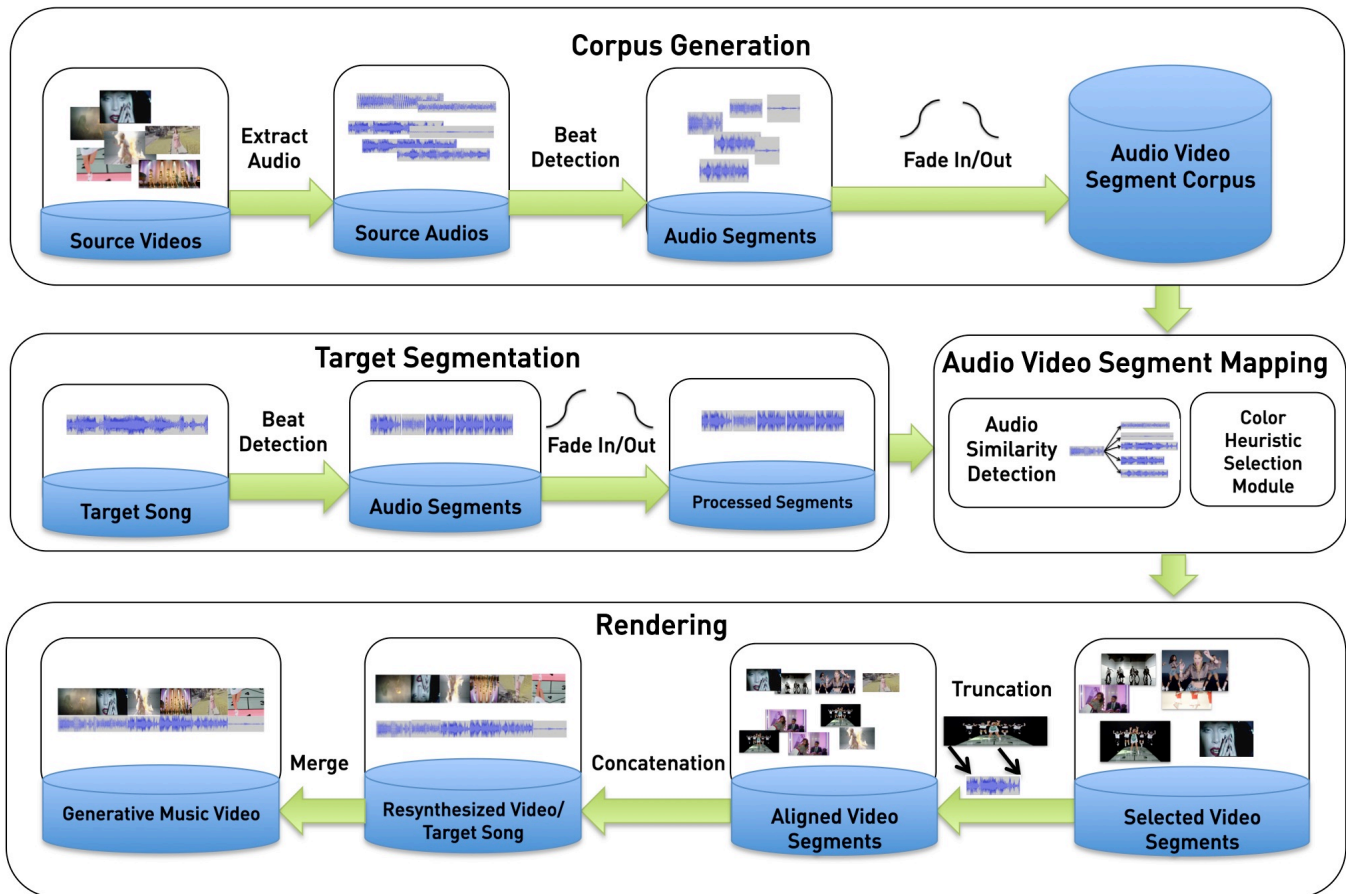 Corpus Generation
Extract
Audio
Beat
Detection
Fade In/Out
Audio Video
Segment Corpus
Source Videos
Source Audios
Audio Segments
Target Segmentation
Beat
Detection
Fade In/Out
Target Song
Audio Segments
Processed Segments
Audio Video Segment Mapping
Audio
Similarity
Detection
Color
Heuristic
Selection
Module
Rendering
Truncation
Merge
Concatenation
Generative Music Video
Resynthesized Video/
Target Song
Aligned Video
Segments
Selected Video
Segments